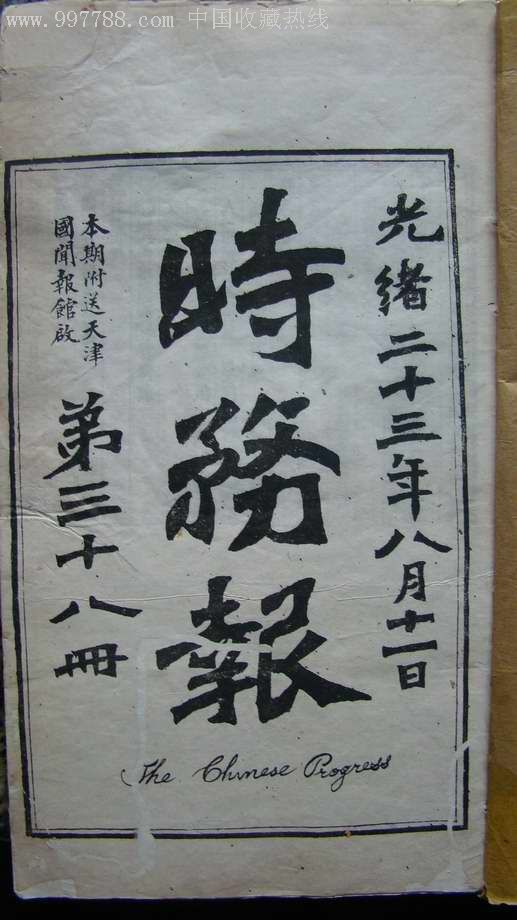 www.997788.com 中国收藏热线
光緒二十三年八月十一日
時務報
本期附送天津
國聞報館啟
第三十八冊
The Chinese Progress